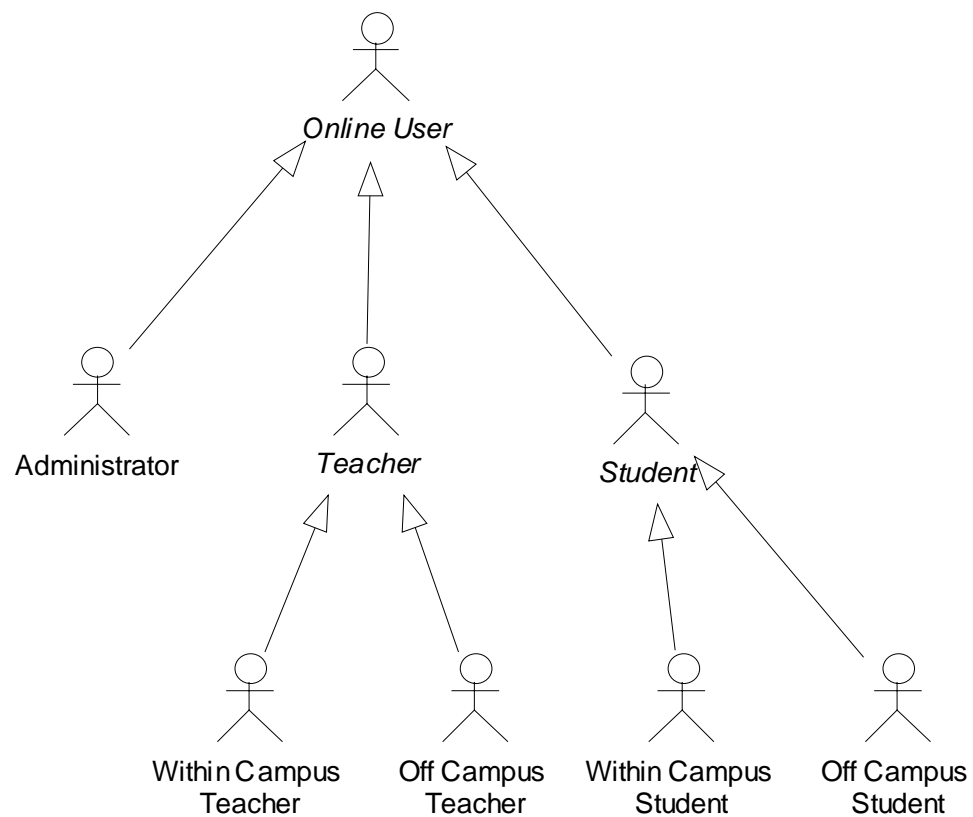 Online User
Administrator
Teacher
Student
Within Campus
Teacher
Off Campus
Teacher
Within Campus
Student
Off Campus
Student